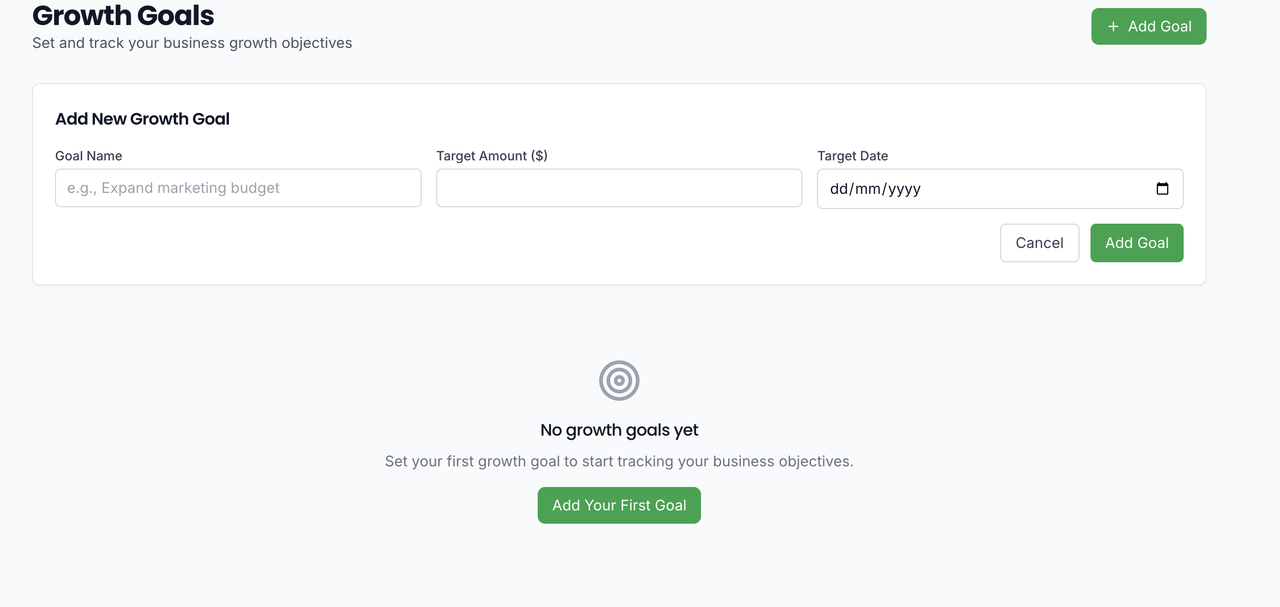 Growth Goals
Set and track your business growth objectives
+ Add Goal
Add New Growth Goal
Goal Name
Target Amount ($)
Target Date
e.g., Expand marketing budget
dd/mm/yyyy
Cancel
Add Goal
No growth goals yet
Set your first growth goal to start tracking your business objectives.
Add Your First Goal